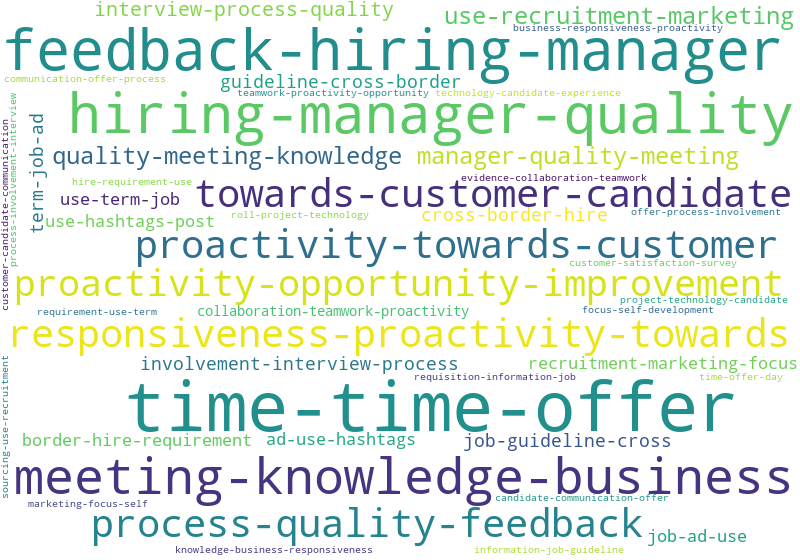 interview-process-quality
use-recruitment-marketing
business-responsiveness-proactivity
feedback-hiring-manager
communication-offer-process
guideline-cross-border
teamwork-proactivity-opportunity
technology-candidate-experience
hiring-manager-quality
process-involvement-interview
customer-candidate-communication
term-job-ad
quality-meeting-knowledge
manager-quality-meeting
hire-requirement-use
evidence-collaboration-teamwork
use-term-job
towards-customer-candidate
use-hashtags-post
roll-project-technology
cross-border-hire
offer-process-involvement
proactivity-towards-customer
customer-satisfaction-survey
proactivity-opportunity-improvement
project-technology-candidate
requirement-use-term
collaboration-teamwork-proactivity
focus-self-development
responsiveness-proactivity-towards
involvement-interview-process
recruitment-marketing-focus
requisition-information-job
time-offer-day
sourcing-use-recruitment
time-time-offer
border-hire-requirement
ad-use-hashtags
job-guideline-cross
meeting-knowledge-business
marketing-focus-self
candidate-communication-offer
process-quality-feedback
job-ad-use
knowledge-business-responsiveness
information-job-guideline